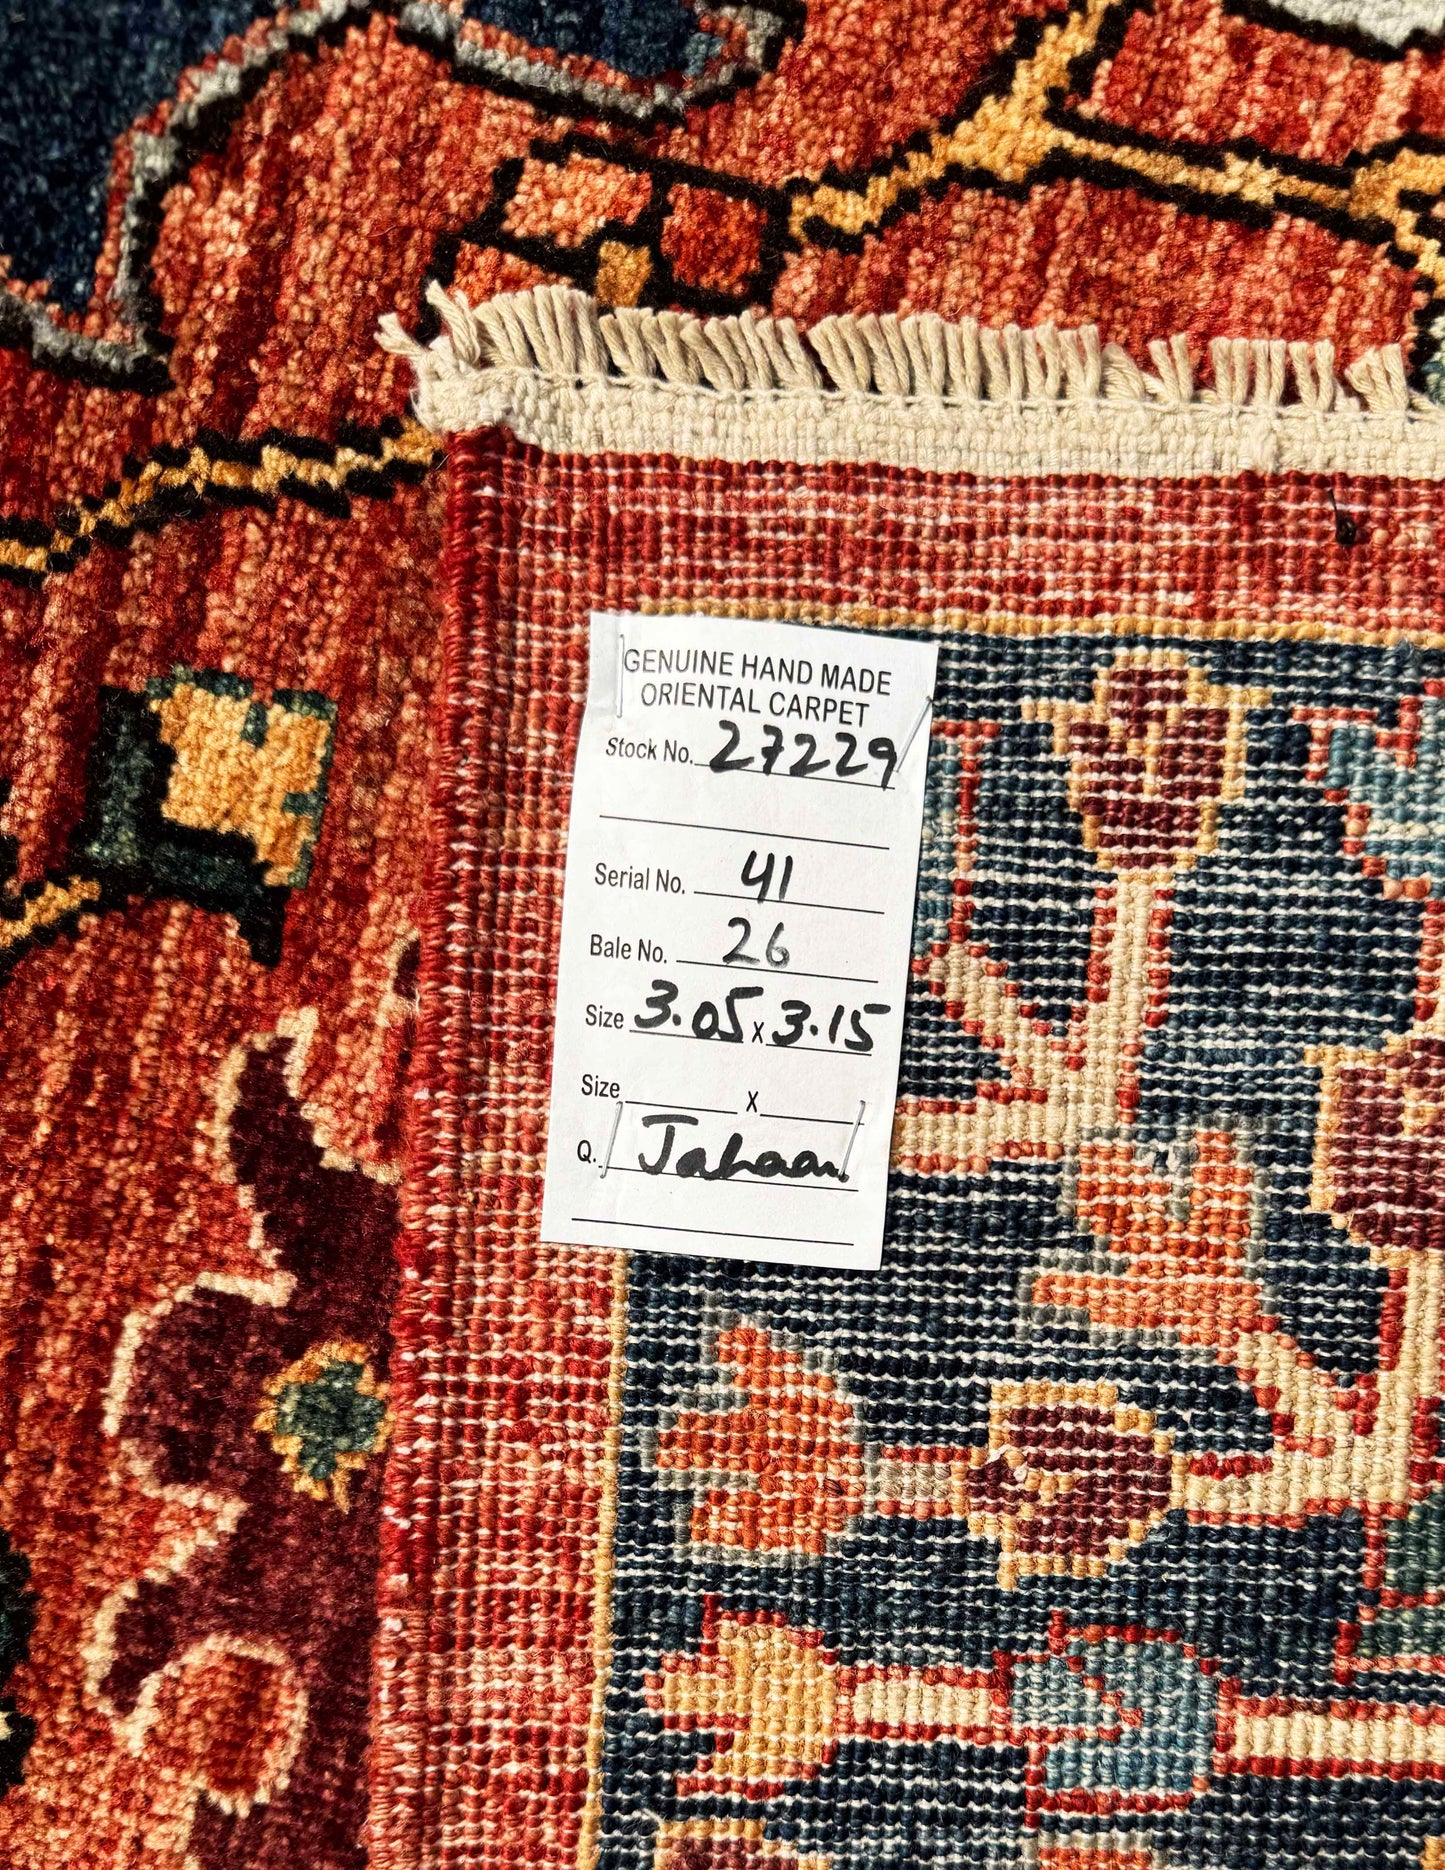 GENUINE HAND MADE
ORIENTAL CARPET
Stock No. 27229
Serial No. 41
Bale No. 26
Size 3.05 x 3.15
Size x
Q. Jahaan